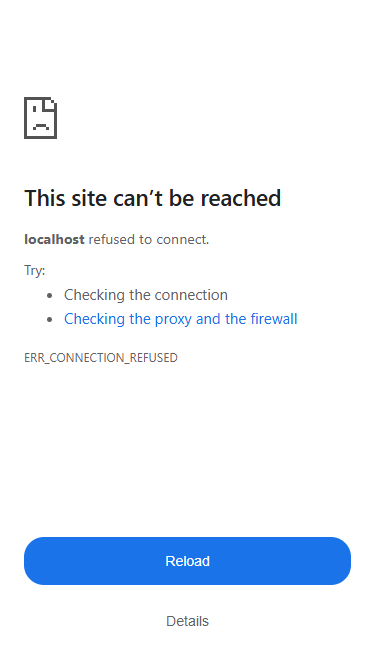 This site can’t be reached
localhost refused to connect.
Try:
Checking the connection
Checking the proxy and the firewall
ERR_CONNECTION_REFUSED
Reload
Details